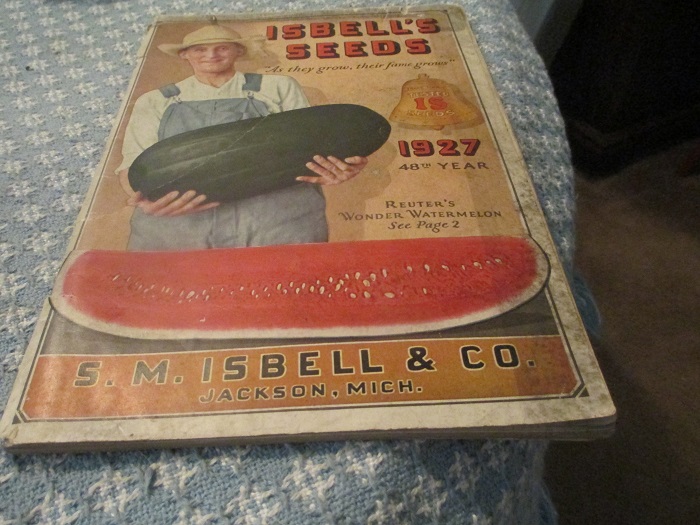 ISBELL'S
SEEDS
"As they grow, their fame grows"
IS
1927
48TH YEAR
REUTER'S
WONDER WATERMELON
See Page 2
S. M. ISBELL & CO.
JACKSON, MICH.